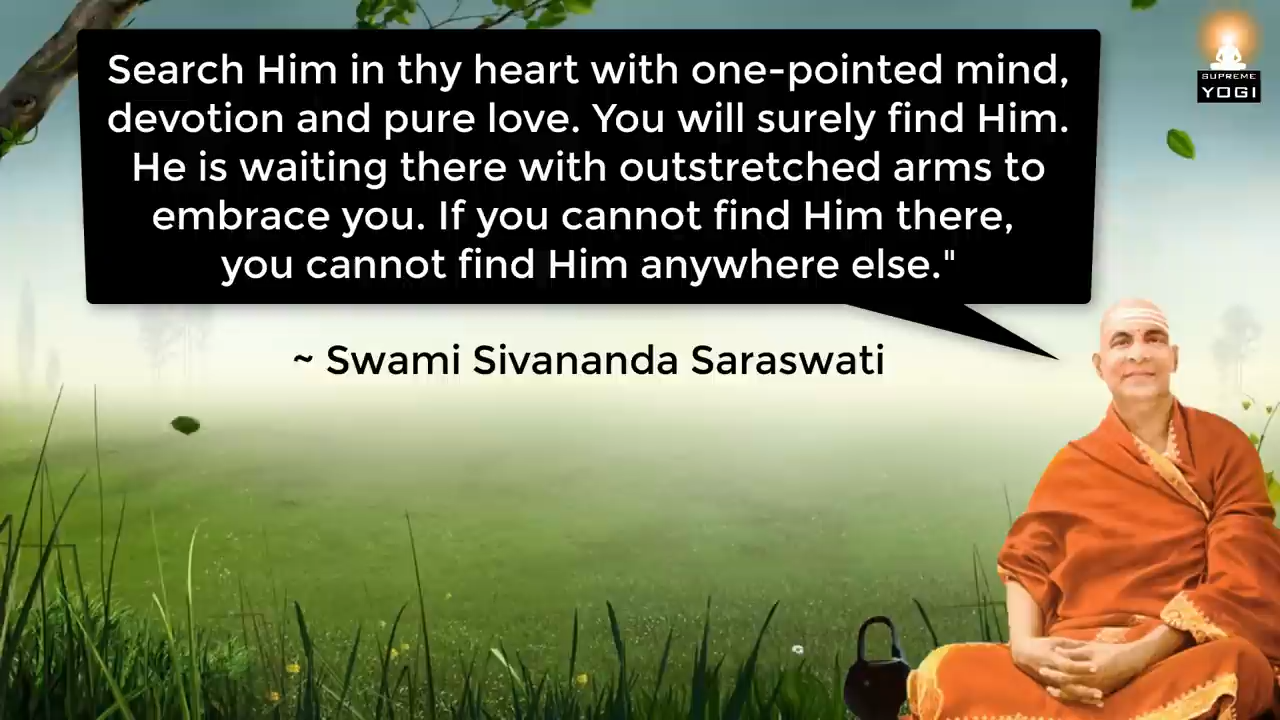 Search Him in thy heart with one-pointed mind,
devotion and pure love. You will surely find Him.
He is waiting there with outstretched arms to
embrace you. If you cannot find Him there,
you cannot find Him anywhere else."
~ Swami Sivananda Saraswati
SUPREME
YOGI